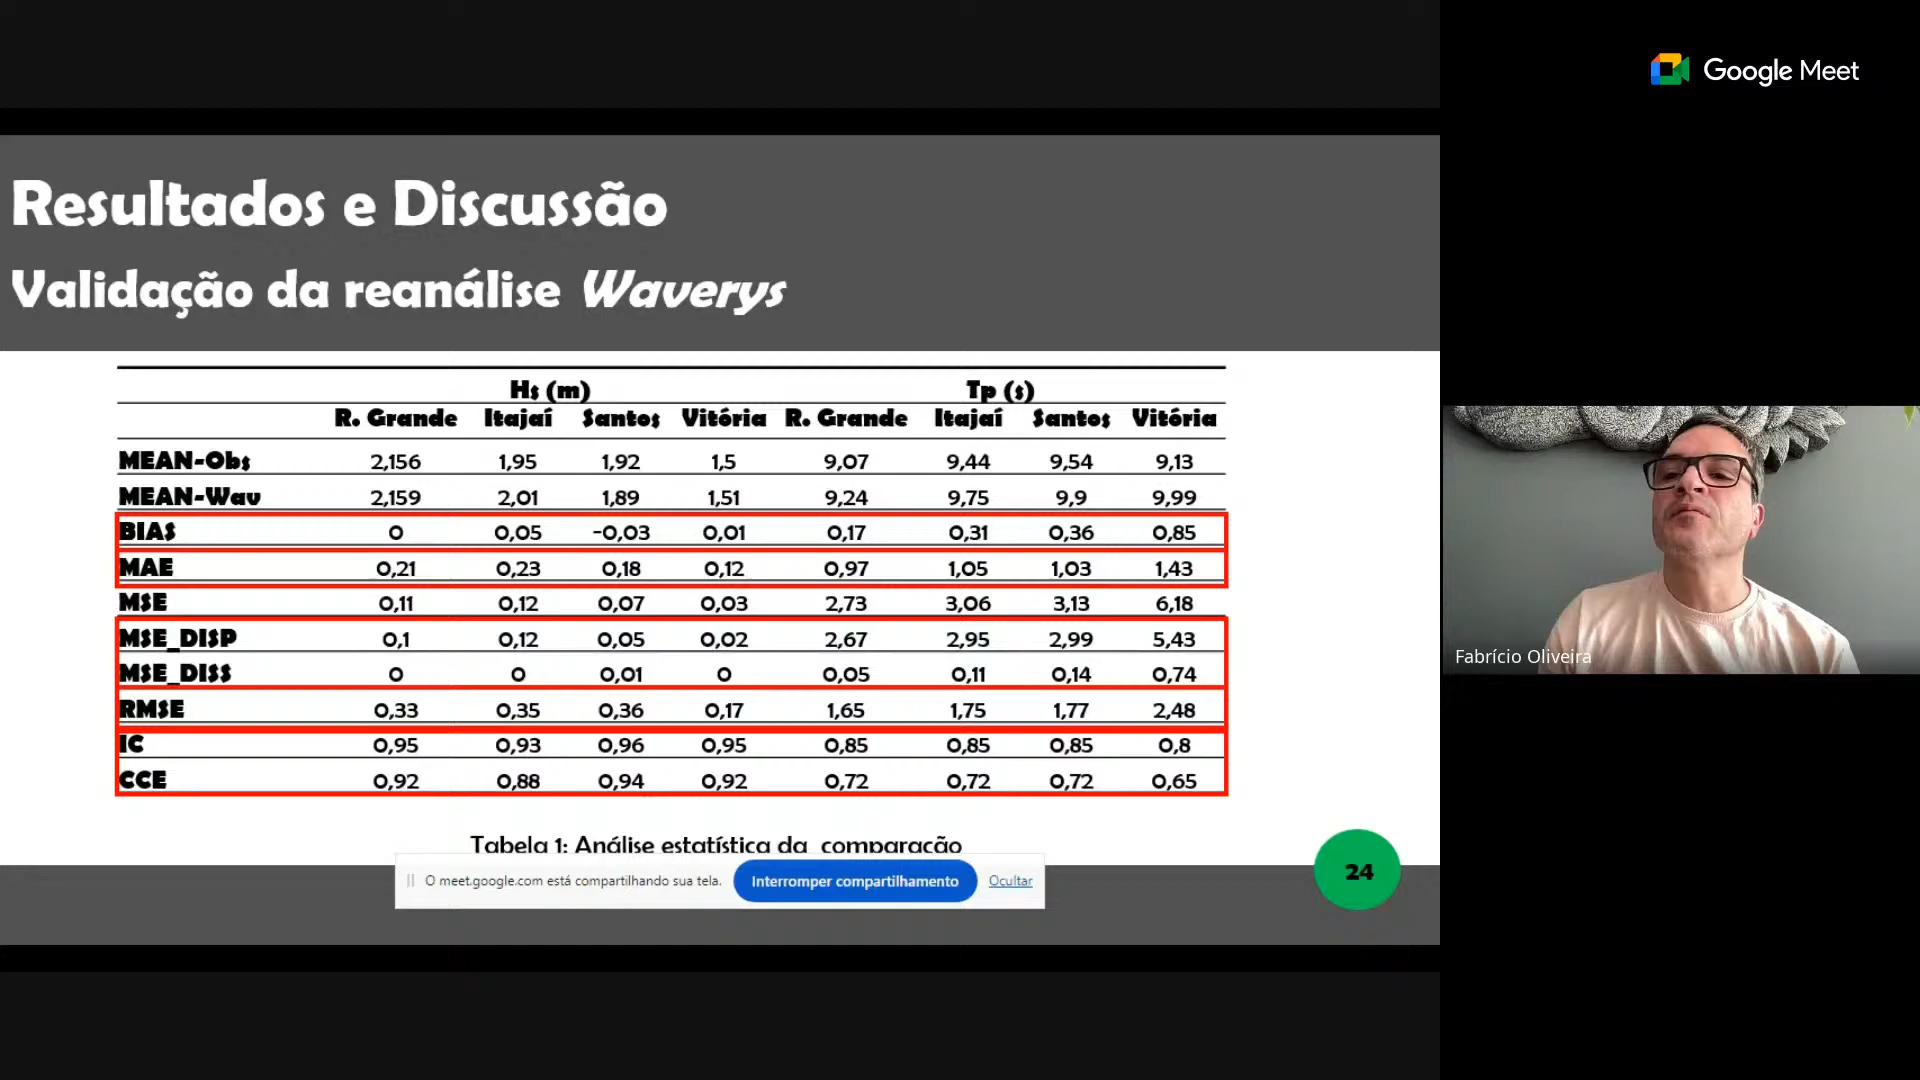 Google Meet
Resultados e Discussão
Validação da reanálise Waverys
Hs (m) Tp (s)
R. Grande Itajaí Santos Vitória R. Grande Itajaí Santos Vitória
MEAN-Obs 2,156 1,95 1,92 1,5 9,07 9,44 9,54 9,13
MEAN-Wav 2,159 2,01 1,89 1,51 9,24 9,75 9,9 9,99
BIAS 0 0,05 -0,03 0,01 0,17 0,31 0,36 0,85
MAE 0,21 0,23 0,18 0,12 0,97 1,05 1,03 1,43
MSE 0,11 0,12 0,07 0,03 2,73 3,06 3,13 6,18
MSE_DISP 0,1 0,12 0,05 0,02 2,67 2,95 2,99 5,43
MSE_DISS 0 0 0,01 0 0,05 0,11 0,14 0,74
RMSE 0,33 0,35 0,36 0,17 1,65 1,75 1,77 2,48
IC 0,95 0,93 0,96 0,95 0,85 0,85 0,85 0,8
CCE 0,92 0,88 0,94 0,92 0,72 0,72 0,72 0,65
Tabela 1: Análise estatística da comparação
O meet.google.com está compartilhando sua tela. Interromper compartilhamento Ocultar
24
Fabrício Oliveira